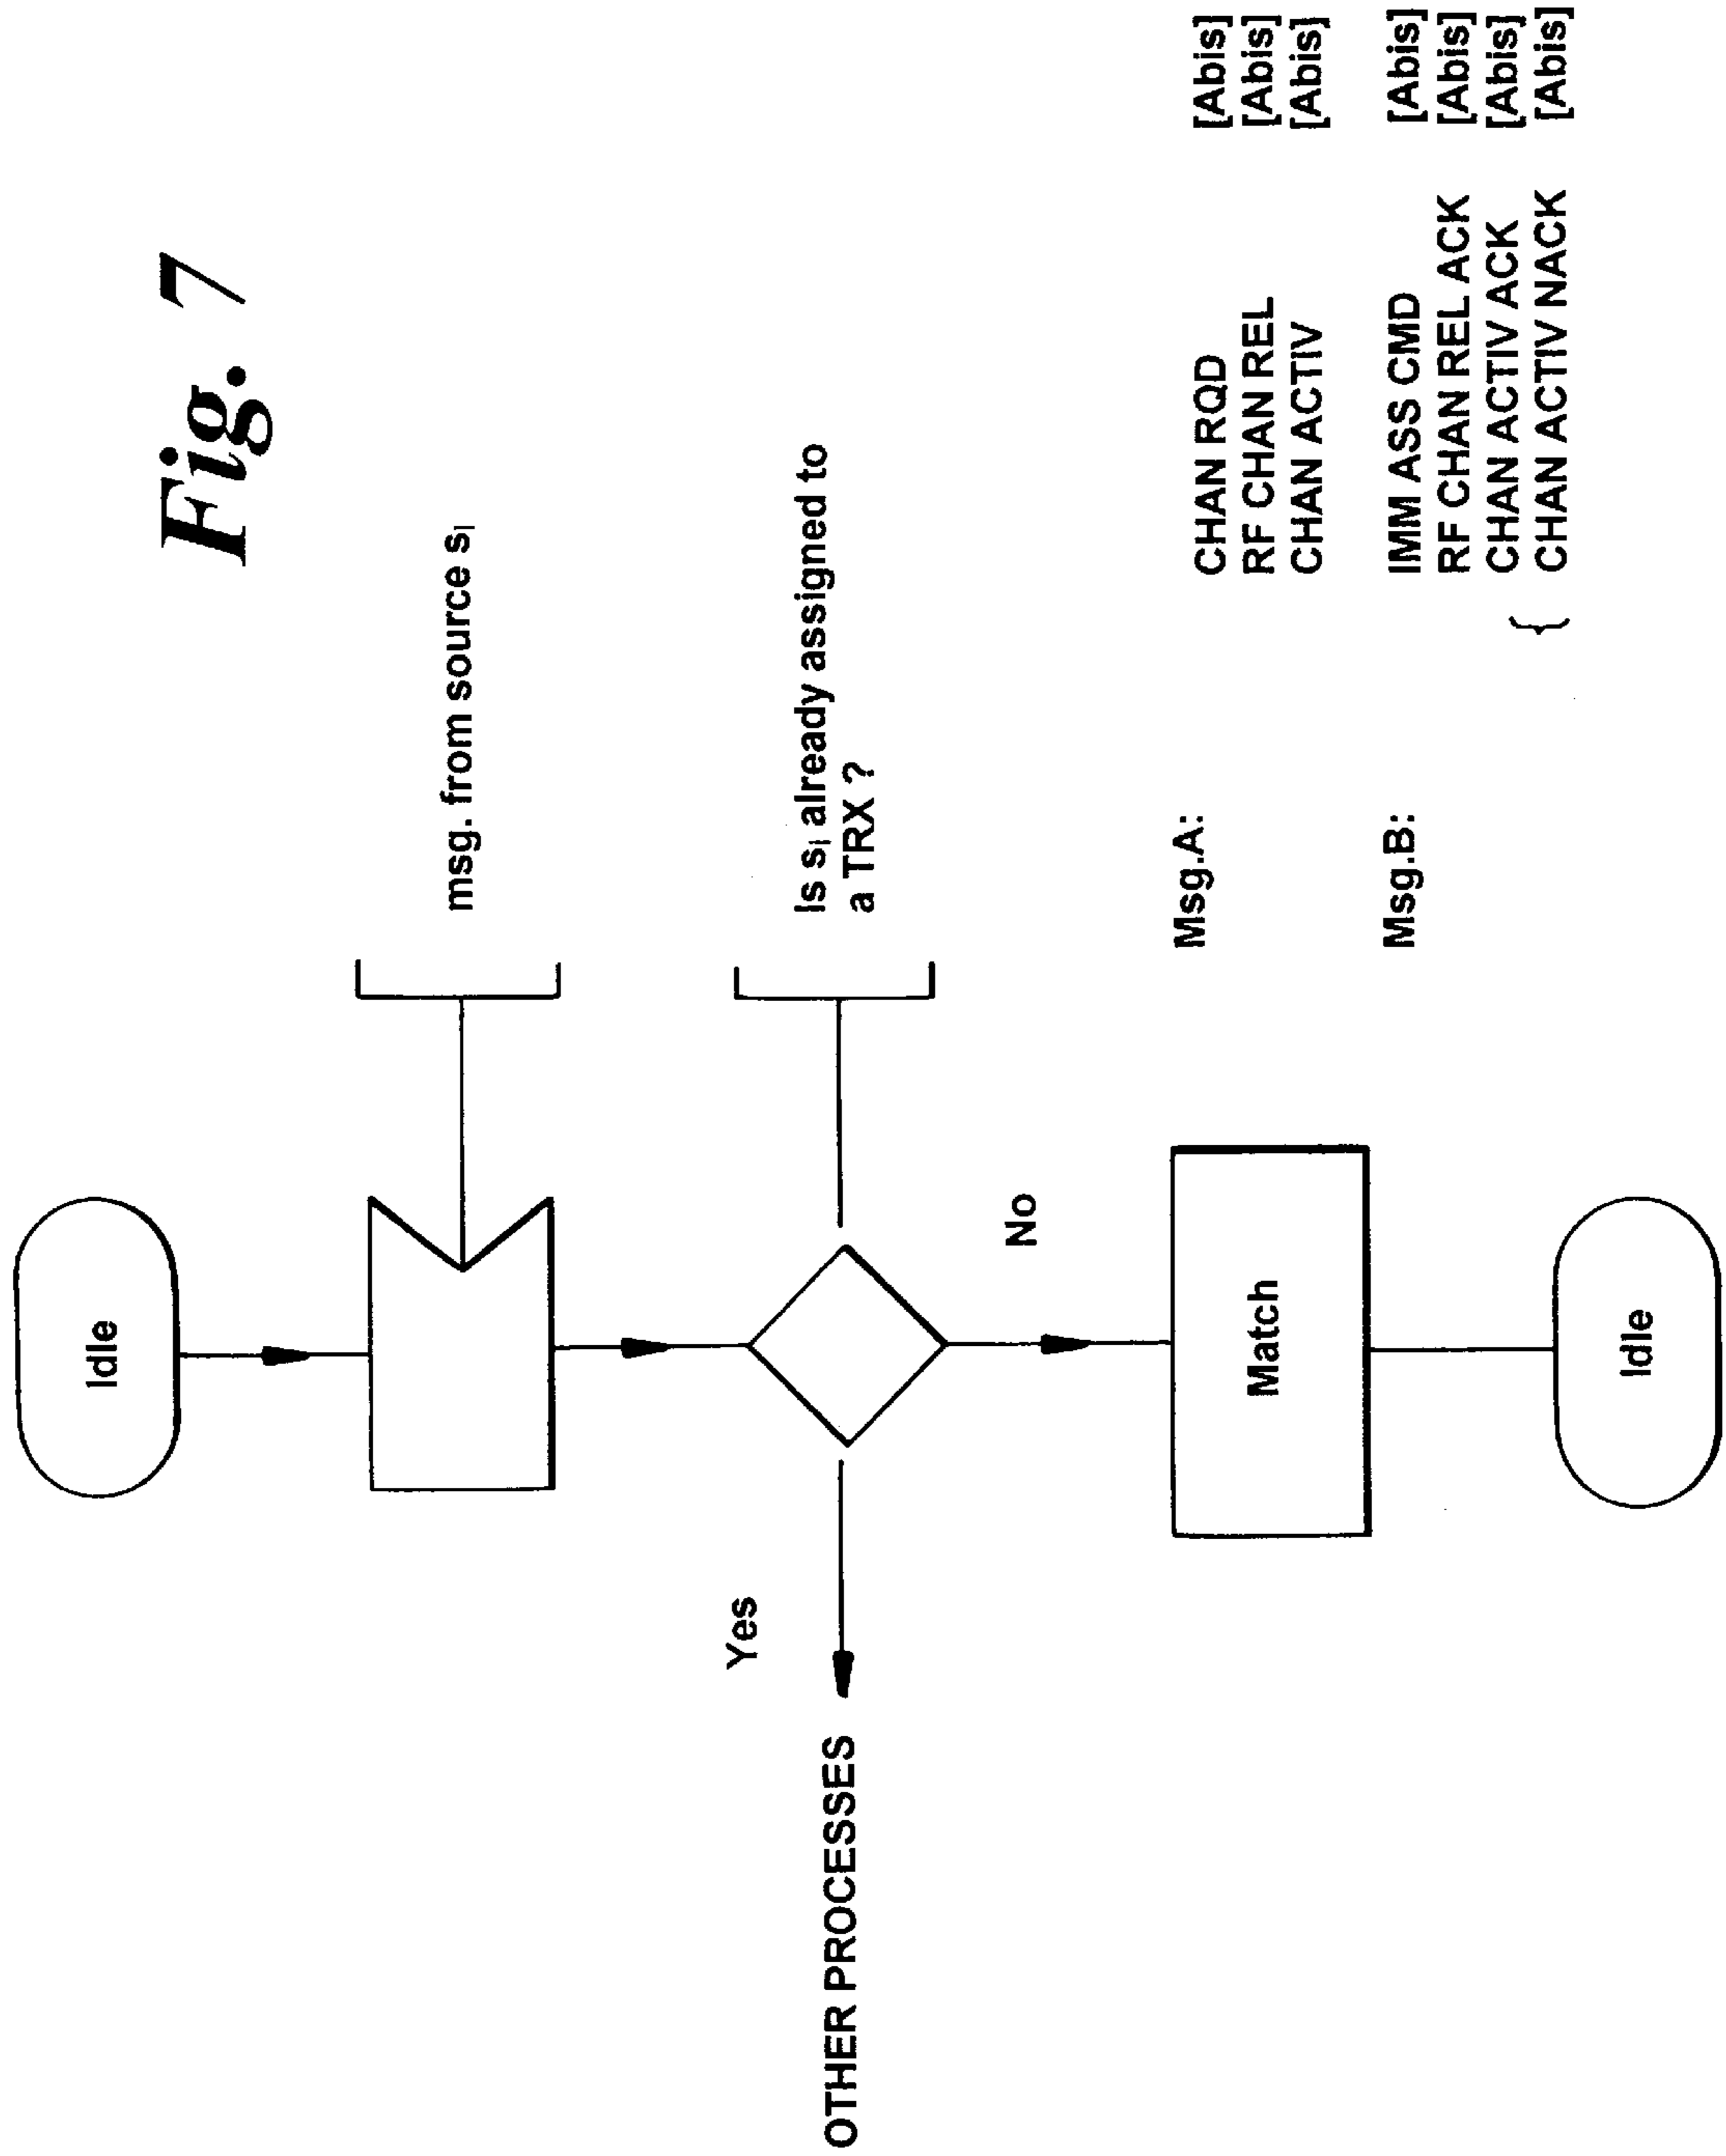 Fig. 7
Idle
msg. from source sᵢ
Is sᵢ already assigned to
a TRX ?
Yes
OTHER PROCESSES
No
Match
Idle
Msg.A:
CHAN RQD [Abis]
RF CHAN REL [Abis]
CHAN ACTIV [Abis]
Msg.B:
IMM ASS CMD [Abis]
RF CHAN REL ACK [Abis]
{ CHAN ACTIV ACK [Abis]
CHAN ACTIV NACK [Abis]